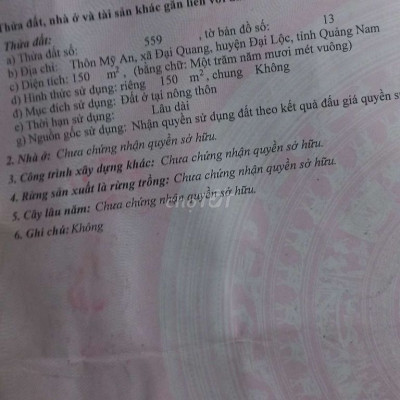 Thửa đất, nhà ở và tài sản khác gắn liền với
Thửa đất:
a) Thửa đất số: 559 , tờ bản đồ số: 13
b) Địa chỉ: Thôn Mỹ An, xã Đại Quang, huyện Đại Lộc, tỉnh Quảng Nam
c) Diện tích: 150 m², (bằng chữ: Một trăm năm mươi mét vuông)
d) Hình thức sử dụng: riêng 150 m², chung Không
đ) Mục đích sử dụng: Đất ở tại nông thôn
e) Thời hạn sử dụng: Lâu dài
g) Nguồn gốc sử dụng: Nhận quyền sử dụng đất theo kết quả đấu giá quyền
2. Nhà ở: Chưa chứng nhận quyền sở hữu.
3. Công trình xây dựng khác: Chưa chứng nhận quyền sở hữu.
4. Rừng sản xuất là rừng trồng: Chưa chứng nhận quyền sở hữu.
5. Cây lâu năm: Chưa chứng nhận quyền sở hữu.
6. Ghi chú: Không
chợTỐT